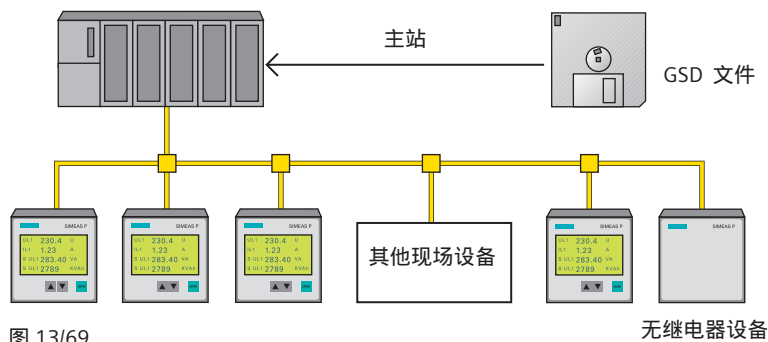 主站
GSD 文件
SIMEAS P
UL1 230.4 U
IL1 1.23 A
S UL1 283.40 VA
S UL1 2789 KVAh
SIMEAS P
UL1 230.4 U
IL1 1.23 A
S UL1 283.40 VA
S UL1 2789 KVAh
SIMEAS P
UL1 230.4 U
IL1 1.23 A
S UL1 283.40 VA
S UL1 2789 KVAh
其他现场设备
SIMEAS P
UL1 230.4 U
IL1 1.23 A
S UL1 283.40 VA
S UL1 2789 KVAh
SIMEAS P
图 13/69
无继电器设备